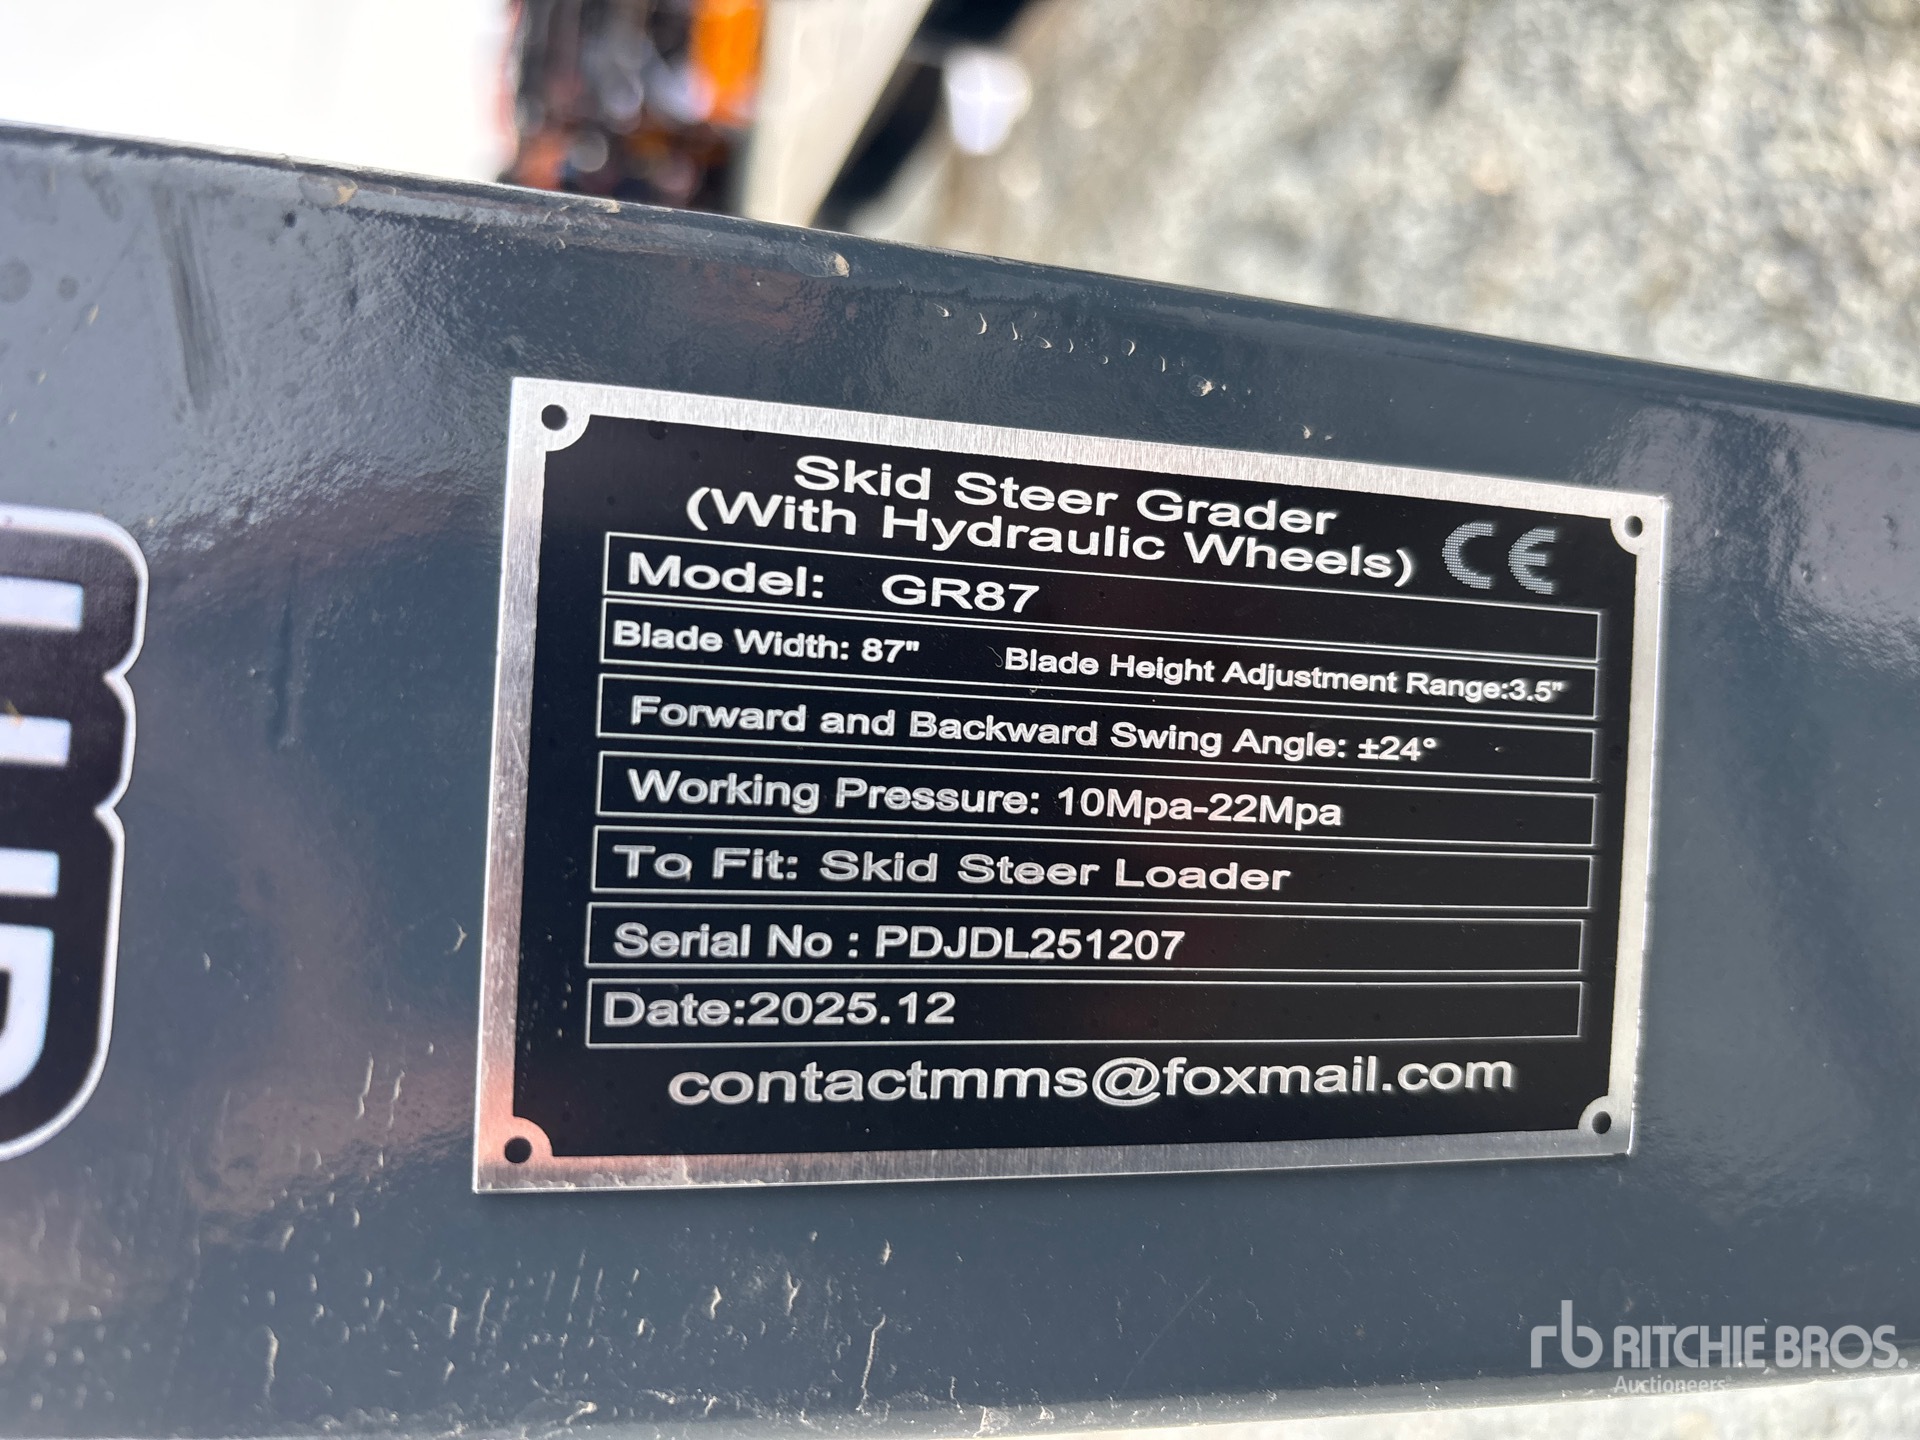 Skid Steer Grader
(With Hydraulic Wheels)
CE
Model: GR87
Blade Width: 87" Blade Height Adjustment Range:3.5"
Forward and Backward Swing Angle: ±24°
Working Pressure: 10Mpa-22Mpa
To Fit: Skid Steer Loader
Serial No : PDJDL251207
Date:2025.12
contactmms@foxmail.com
rb RITCHIE BROS.
Auctioneers